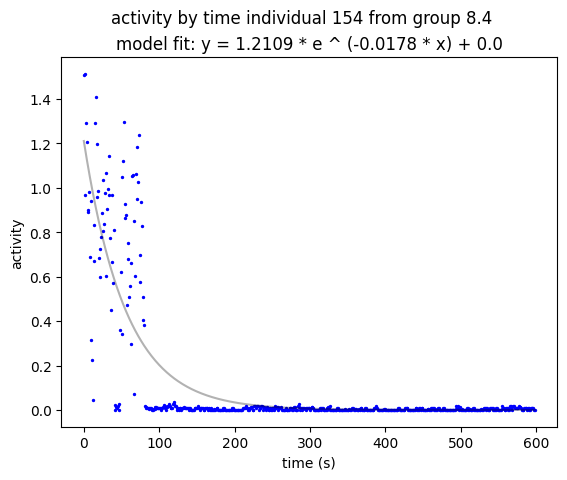 activity by time individual 154 from group 8.4
model fit: y = 1.2109 * e ^ (-0.0178 * x) + 0.0
1.4
1.2
1.0
0.8
0.6
0.4
0.2
0.0
activity
0 100 200 300 400 500 600
time (s)